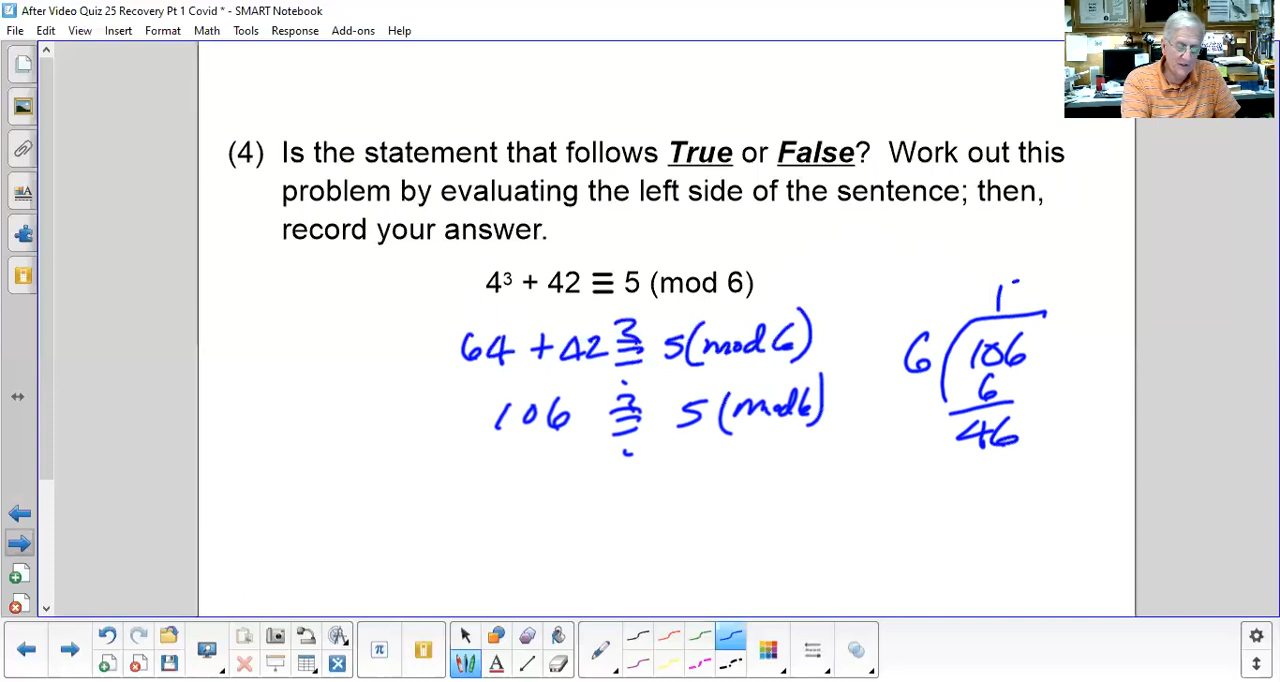 After Video Quiz 25 Recovery Pt 1 Covid * - SMART Notebook
File Edit View Insert Format Math Tools Response Add-ons Help
(4) Is the statement that follows True or False? Work out this
problem by evaluating the left side of the sentence; then,
record your answer.
4³ + 42 ≡ 5 (mod 6)
64 + 42 ≟ 5 (mod 6)
106 ≟ 5 (mod 6)
1
6 106
6
46